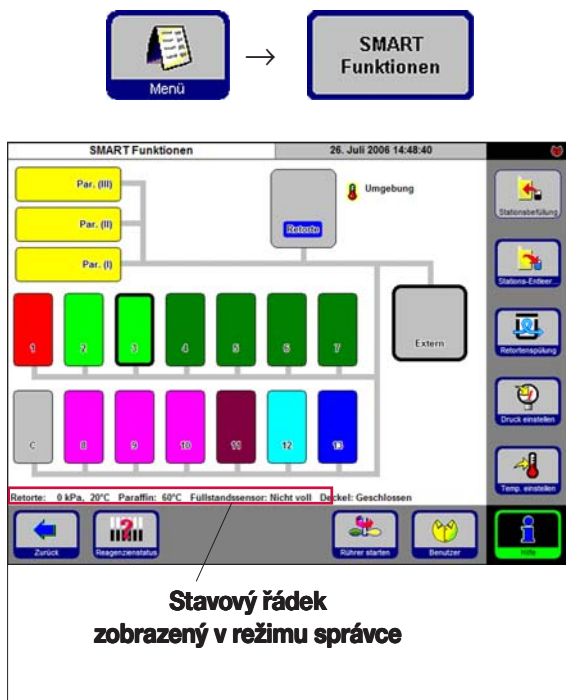 Menü
→
SMART
Funktionen
SMART Funktionen
26. Juli 2006 14:48:40
Par. (III)
Par. (II)
Par. (I)
Retorte
Umgebung
Extern
1
2
3
4
5
6
7
C
8
9
10
11
12
13
Stationsbefüllung
Stations-Entleer...
Retortenspülung
Druck einstellen
Temp. einstellen
Retorte: 0 kPa, 20°C Paraffin: 60°C Füllstandssensor: Nicht voll Deckel: Geschlossen
Zurück
Reagenzienstatus
Rührer starten
Benutzer
Hilfe
Stavový řádek
zobrazený v režimu správce